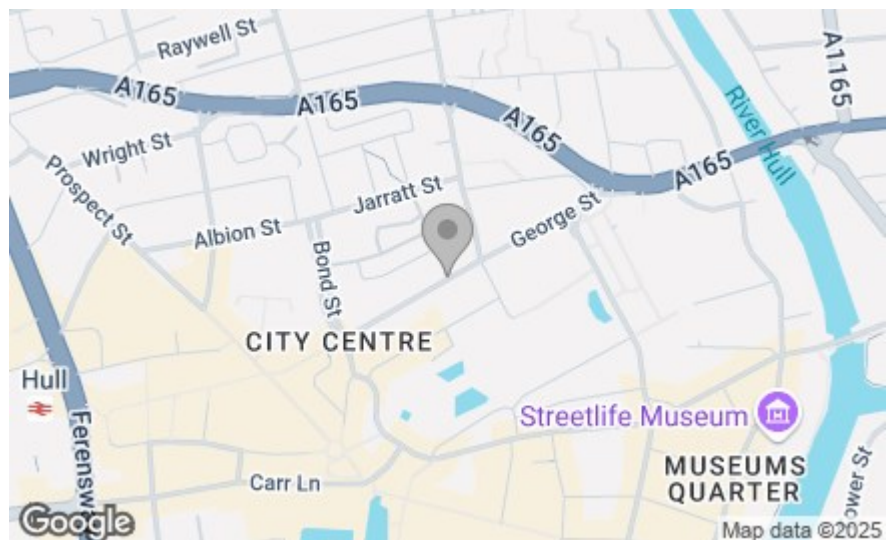 Raywell St
A165
A165
A165
A165
A1165
River Hull
Wright St
Prospect St
Jarratt St
Albion St
George St
Bond St
CITY CENTRE
Hull
Streetlife Museum
MUSEUMS
QUARTER
Carr Ln
Google
Map data ©2025